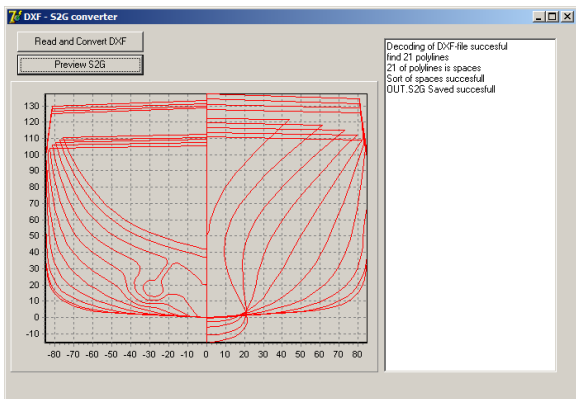 DXF - S2G converter
Read and Convert DXF
Preview S2G
Decoding of DXF-file succesful
find 21 polylines
21 of polylines is spaces
Sort of spaces succesfull
OUT.S2G Saved succesfull
130
120
110
100
90
80
70
60
50
40
30
20
10
0
-10
-80 -70 -60 -50 -40 -30 -20 -10 0 10 20 30 40 50 60 70 80